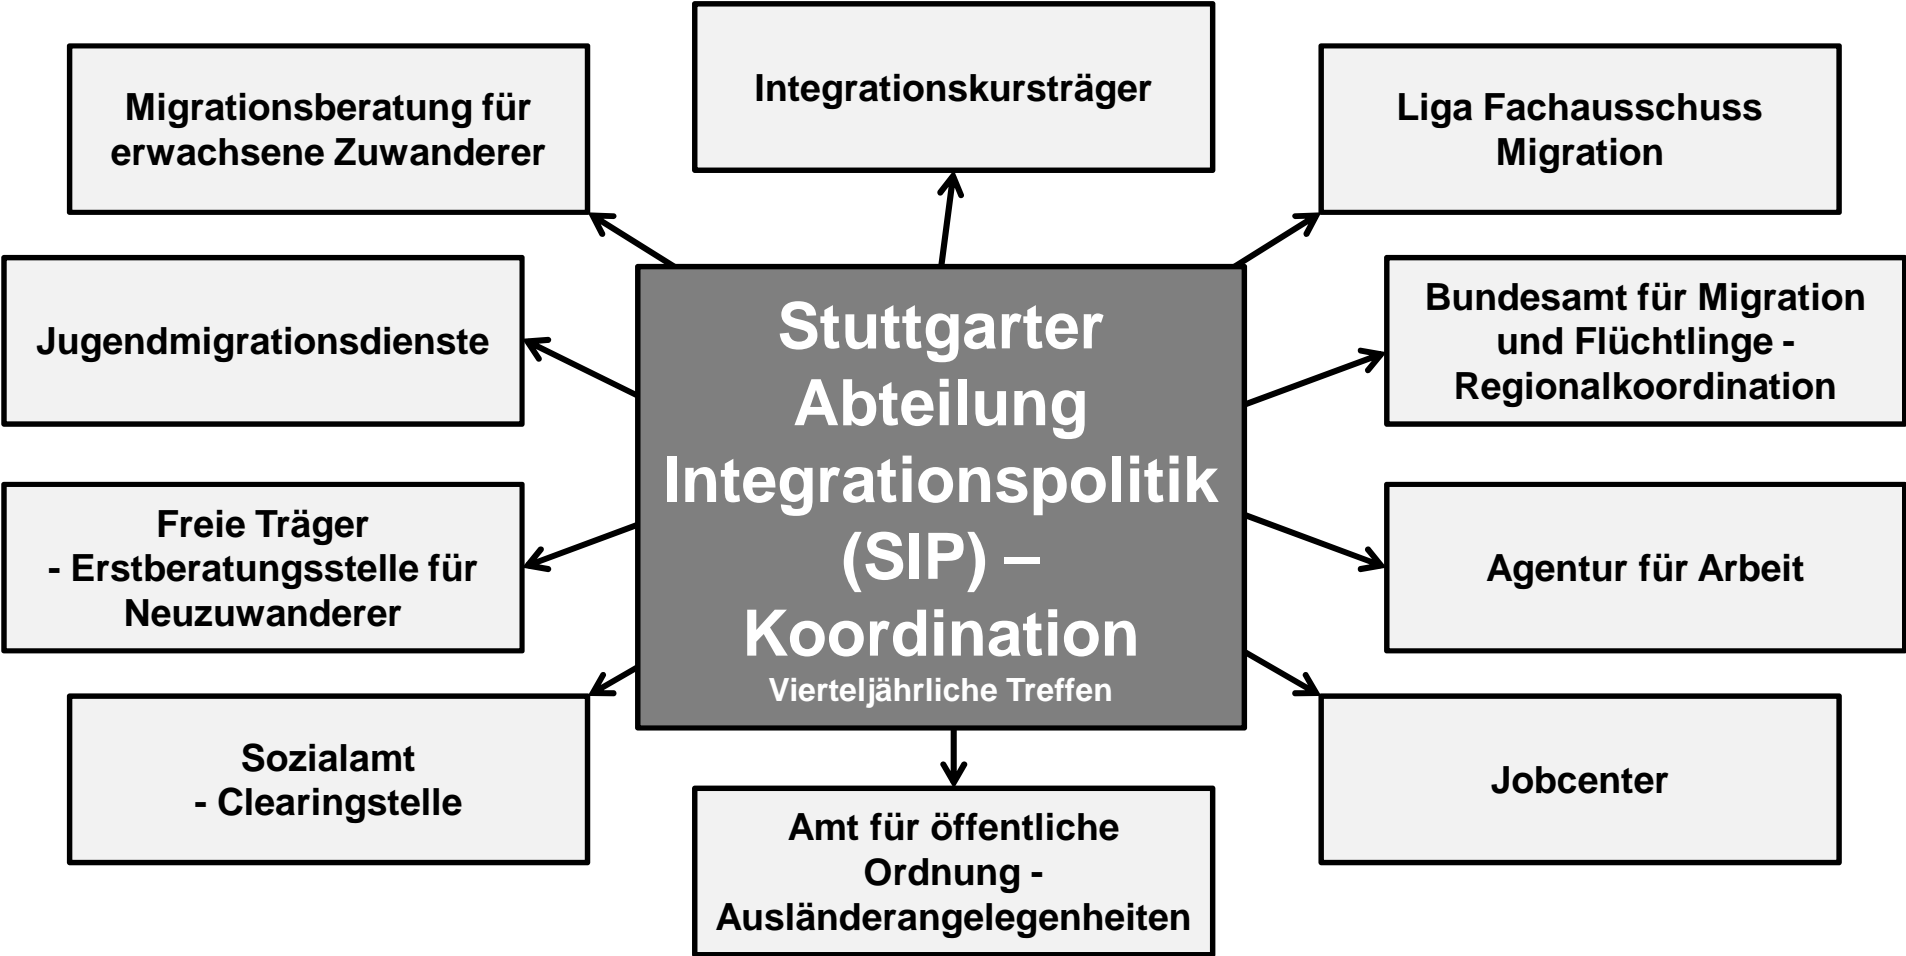 Integrationskursträger
Migrationsberatung für
erwachsene Zuwanderer
Liga Fachausschuss
Migration
Jugendmigrationsdienste
Stuttgarter
Abteilung
Integrationspolitik
(SIP) –
Koordination
Vierteljährliche Treffen
Bundesamt für Migration
und Flüchtlinge -
Regionalkoordination
Freie Träger
- Erstberatungsstelle für
Neuzuwanderer
Agentur für Arbeit
Sozialamt
- Clearingstelle
Jobcenter
Amt für öffentliche
Ordnung -
Ausländerangelegenheiten